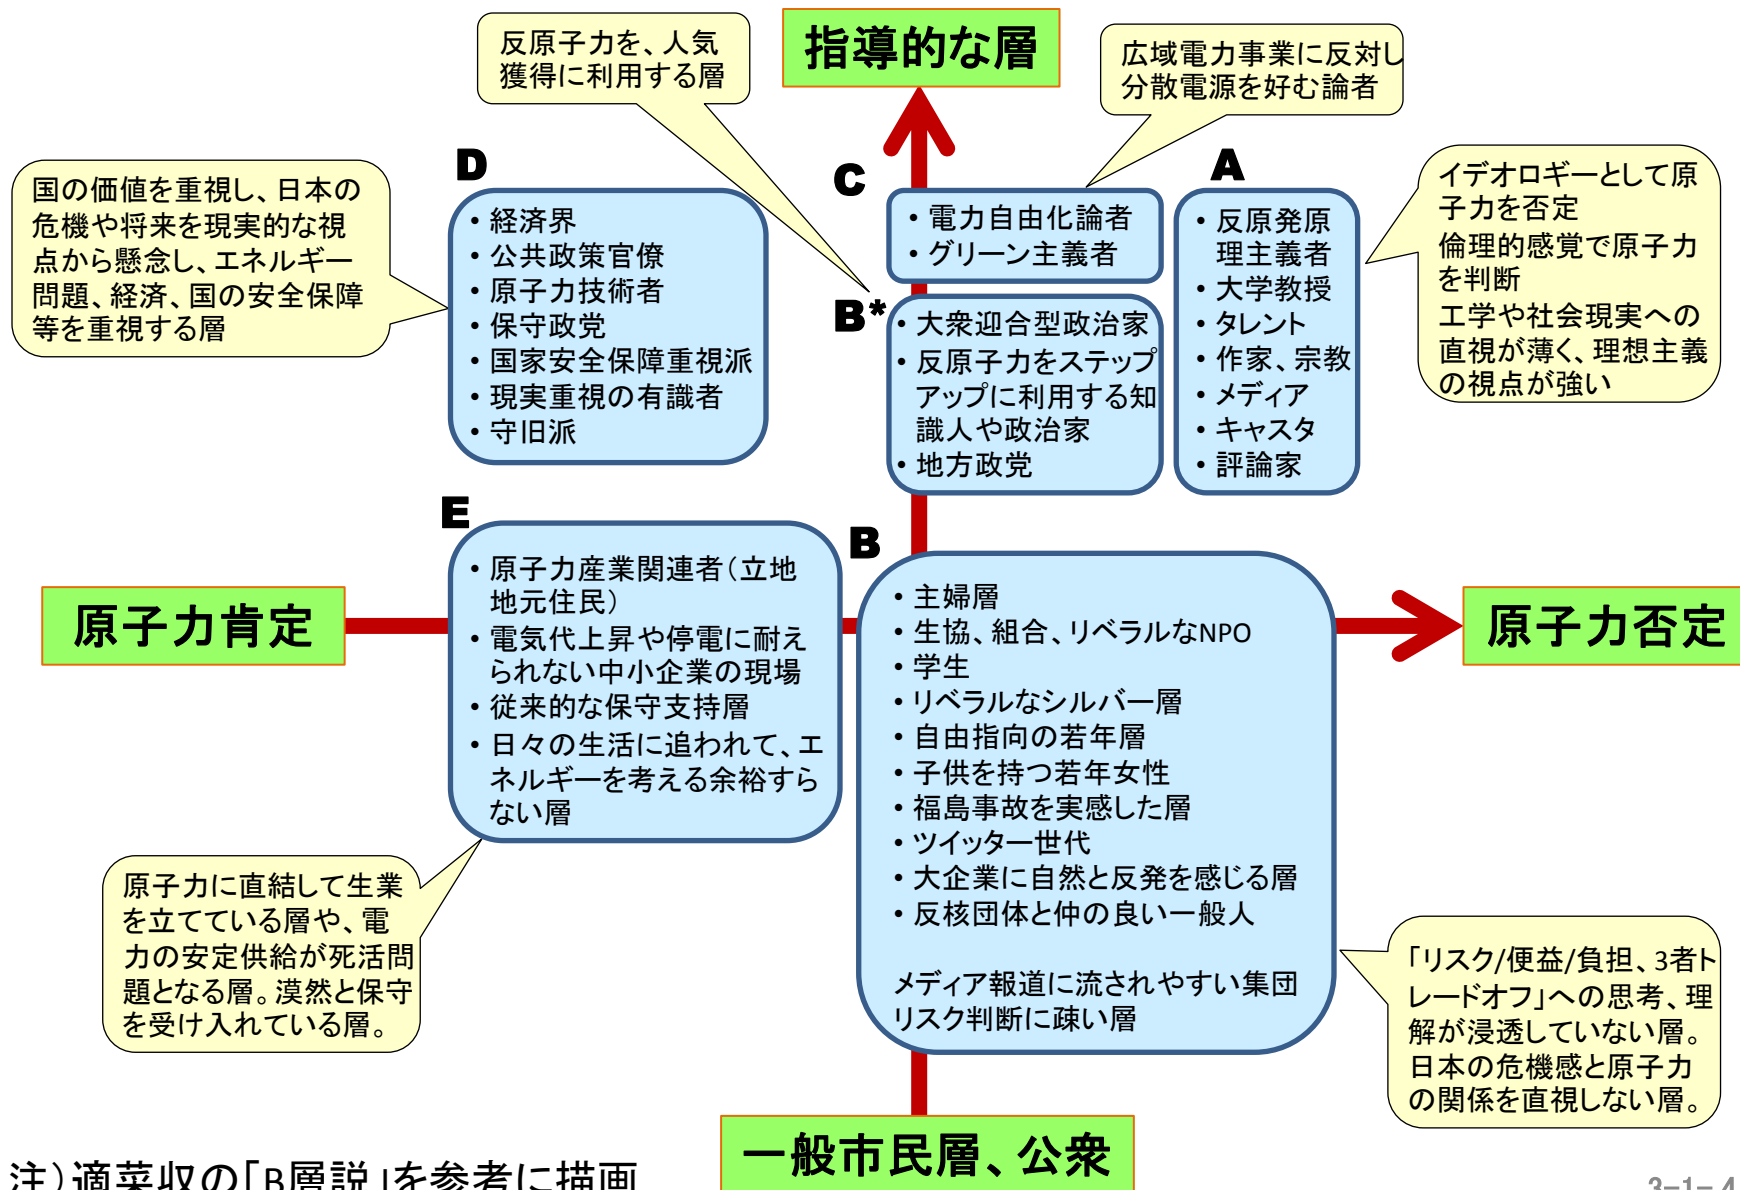 反原子力を、人気
獲得に利用する層
指導的な層
広域電力事業に反対し
分散電源を好む論者
国の価値を重視し、日本の
危機や将来を現実的な視
点から懸念し、エネルギー
問題、経済、国の安全保障
等を重視する層
D
・経済界
・公共政策官僚
・原子力技術者
・保守政党
・国家安全保障重視派
・現実重視の有識者
・守旧派
C
・電力自由化論者
・グリーン主義者
B*
・大衆迎合型政治家
・反原子力をステップ
アップに利用する知
識人や政治家
・地方政党
A
・反原発原
理主義者
・大学教授
・タレント
・作家、宗教
・メディア
・キャスタ
・評論家
イデオロギーとして原
子力を否定
倫理的感覚で原子力
を判断
工学や社会現実への
直視が薄く、理想主義
の視点が強い
原子力肯定
E
・原子力産業関連者（立地
地元住民）
・電気代上昇や停電に耐え
られない中小企業の現場
・従来的な保守支持層
・日々の生活に追われて、エ
ネルギーを考える余裕すら
ない層
B
・主婦層
・生協、組合、リベラルなNPO
・学生
・リベラルなシルバー層
・自由指向の若年層
・子供を持つ若年女性
・福島事故を実感した層
・ツイッター世代
・大企業に自然と反発を感じる層
・反核団体と仲の良い一般人
メディア報道に流されやすい集団
リスク判断に疎い層
原子力否定
原子力に直結して生業
を立てている層や、電
力の安定供給が死活問
題となる層。漠然と保守
を受け入れている層。
「リスク/便益/負担、3者ト
レードオフ」への思考、理
解が浸透していない層。
日本の危機感と原子力
の関係を直視しない層。
一般市民層、公衆
注）適菜収の「B層説」を参考に描画
3-1-4